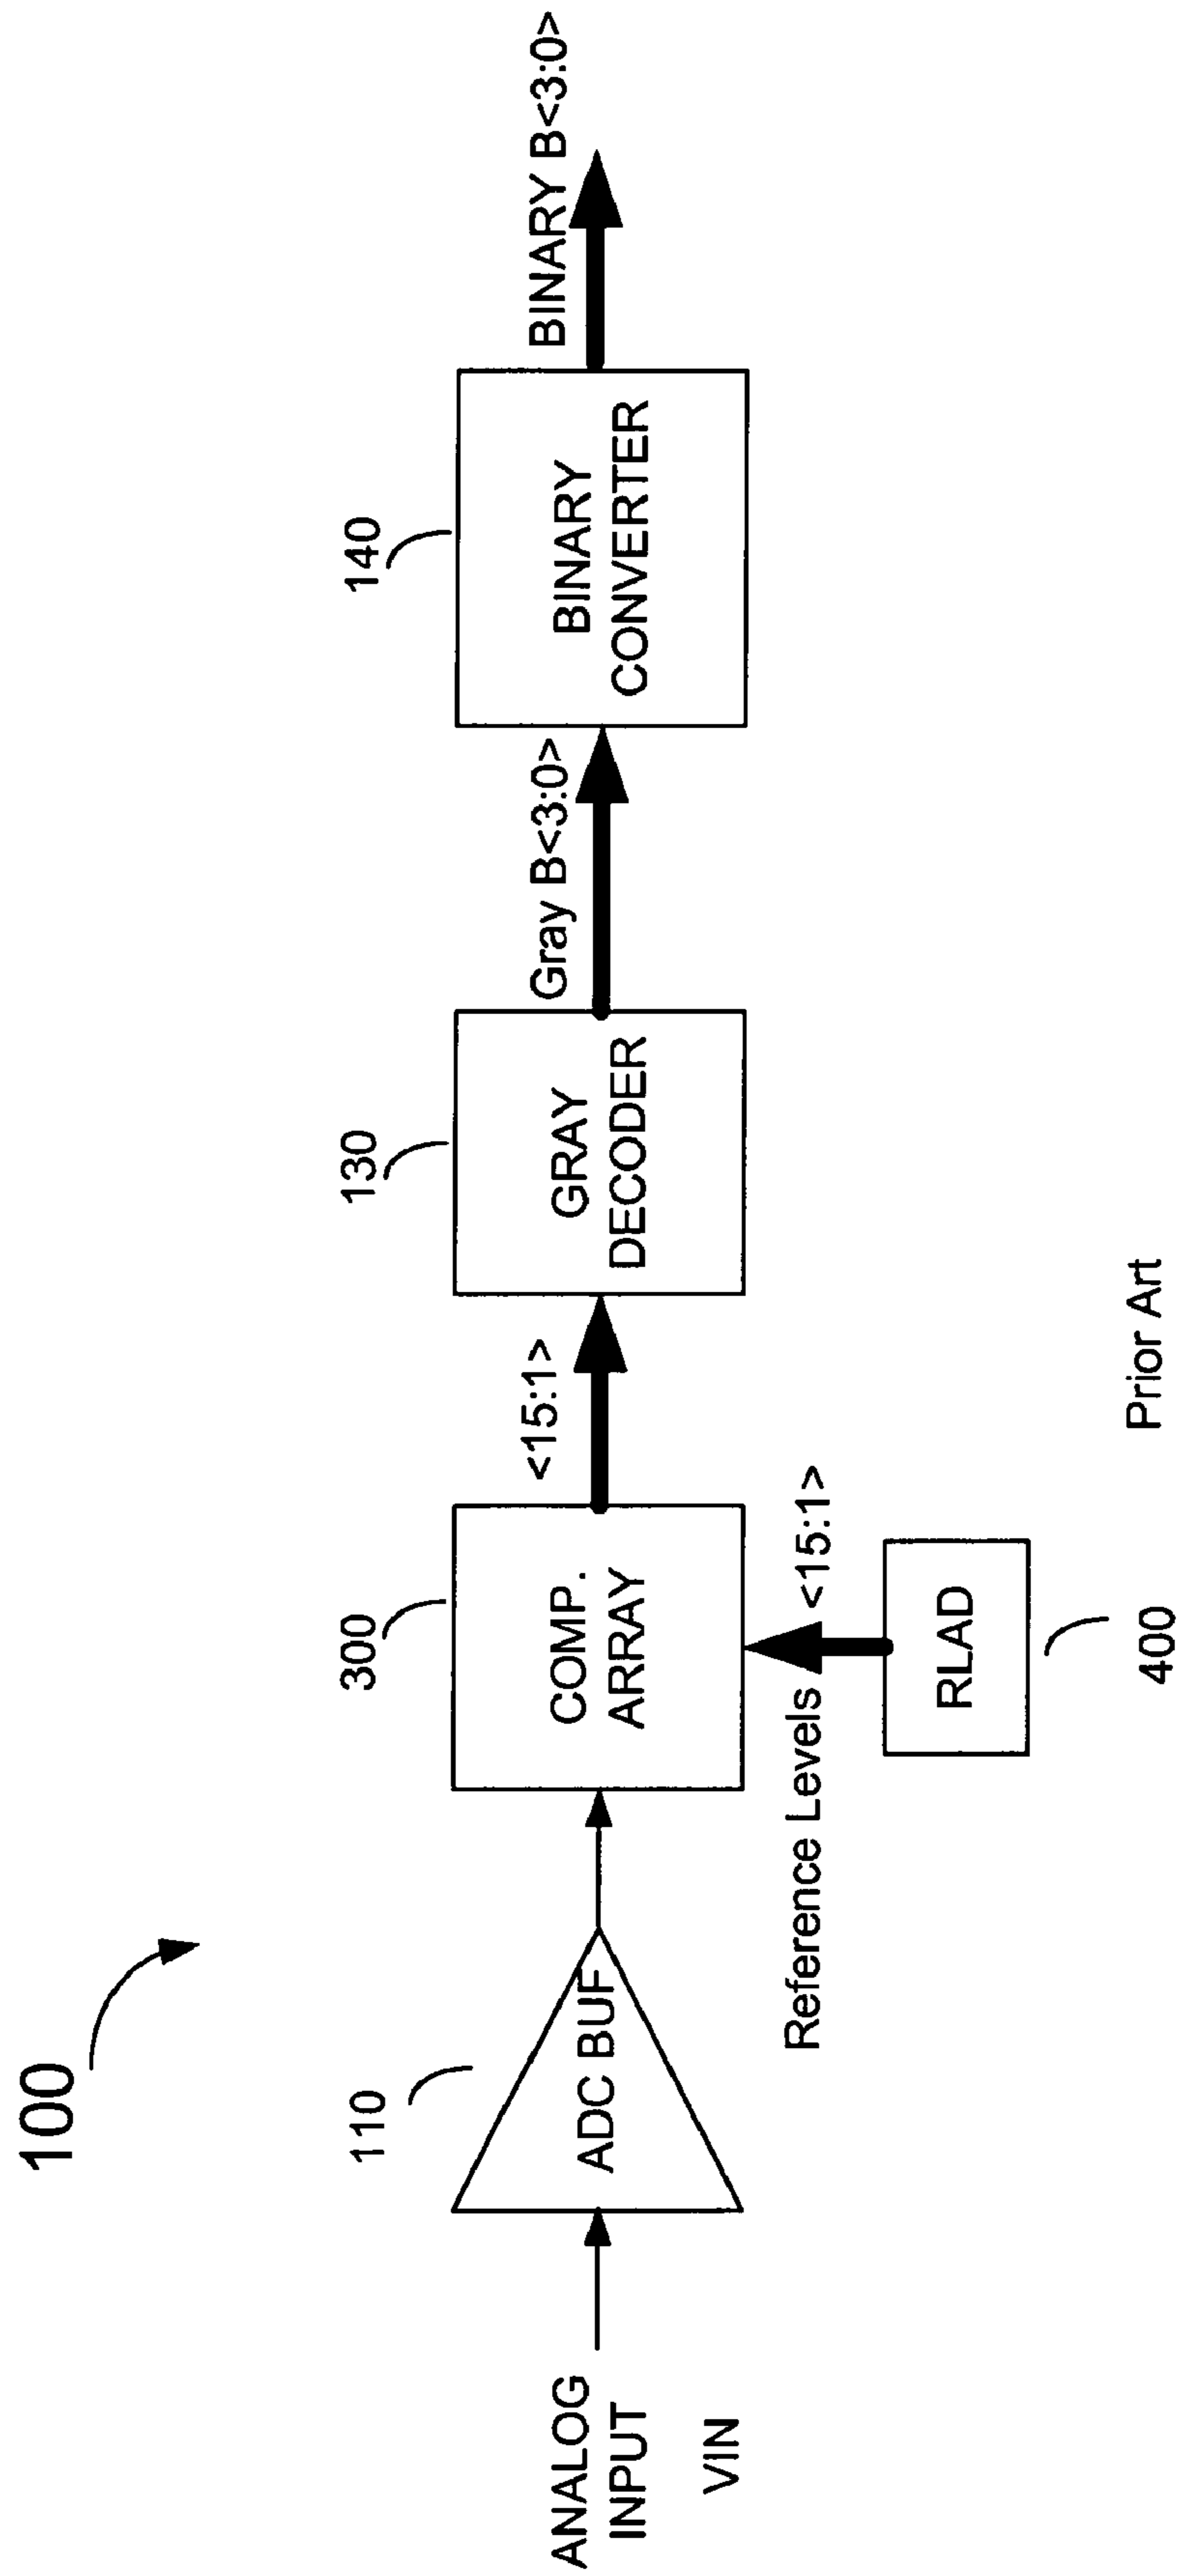 100
ANALOG
INPUT
VIN
110
ADC BUF
300
COMP.
ARRAY
<15:1>
Reference Levels <15:1>
RLAD
400
130
GRAY
DECODER
Gray B<3:0>
140
BINARY
CONVERTER
BINARY B<3:0>
Prior Art